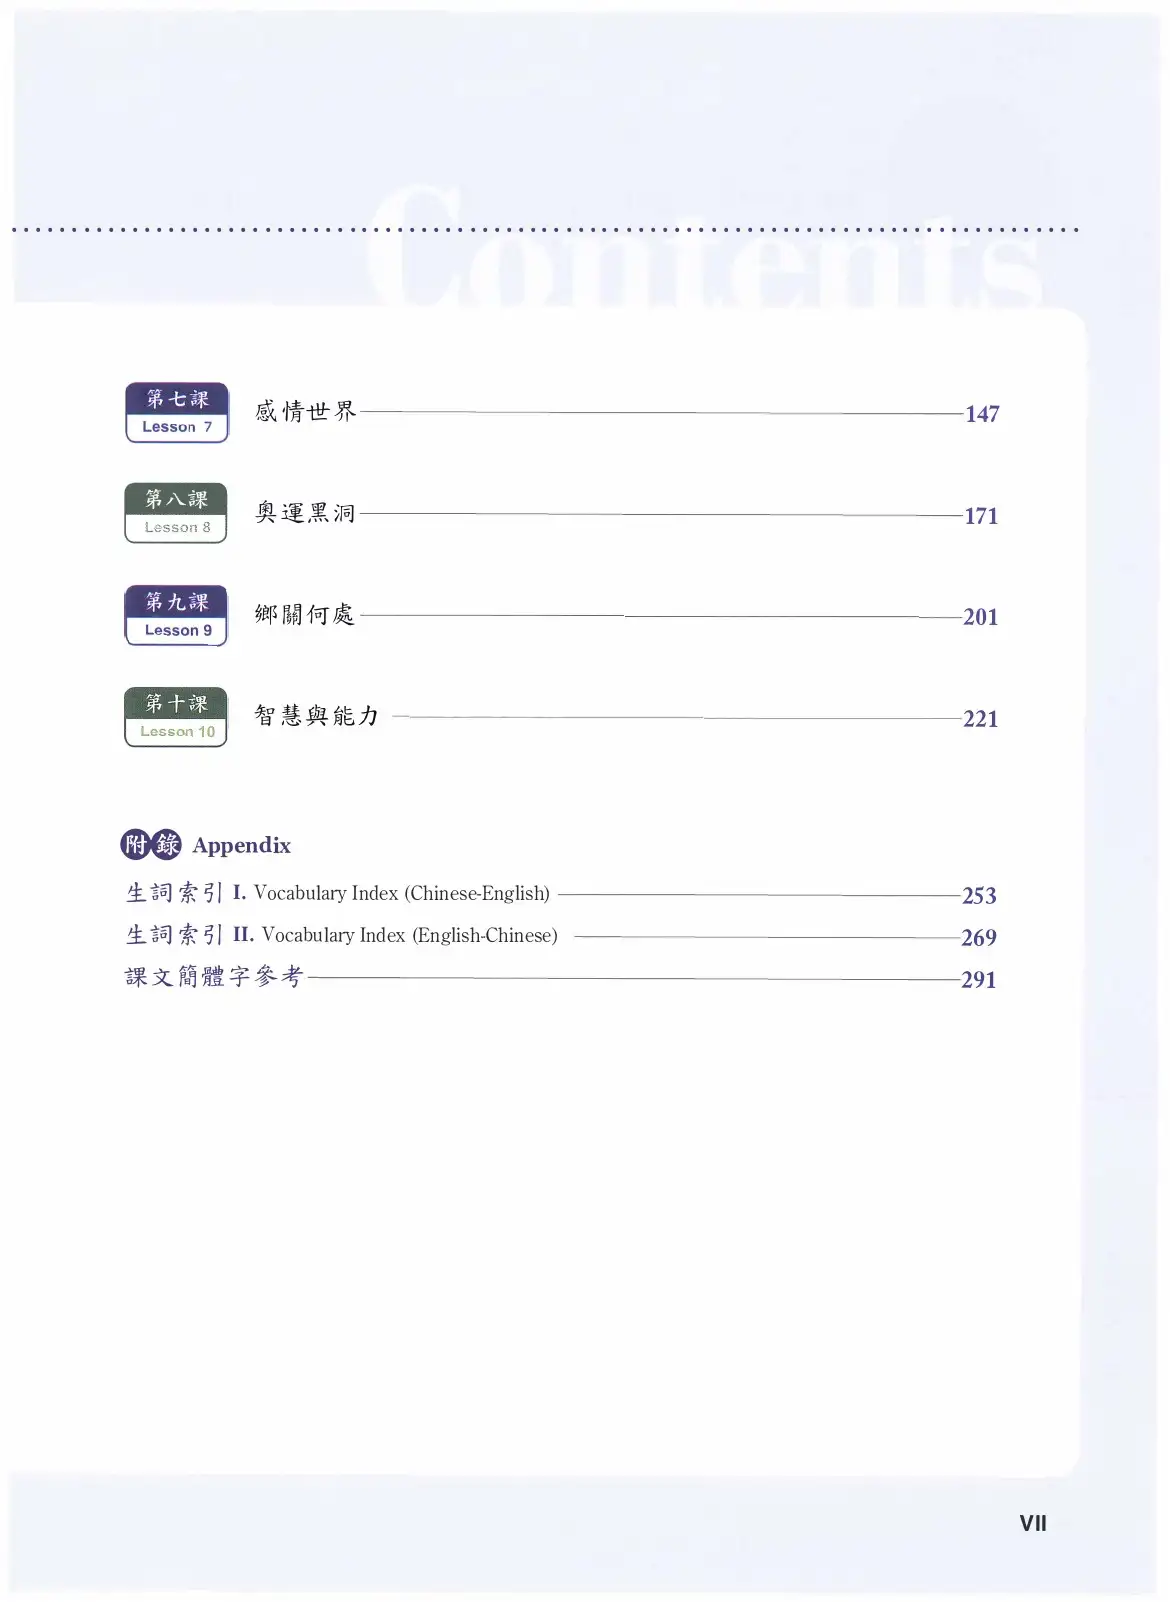 Contents
第七課
Lesson 7
感情世界 147
第八課
Lesson 8
奧運黑洞 171
第九課
Lesson 9
鄉關何處 201
第十課
Lesson 10
智慧與能力 221
附錄 Appendix
生詞索引 I. Vocabulary Index (Chinese-English) 253
生詞索引 II. Vocabulary Index (English-Chinese) 269
課文簡體字參考 291
VII